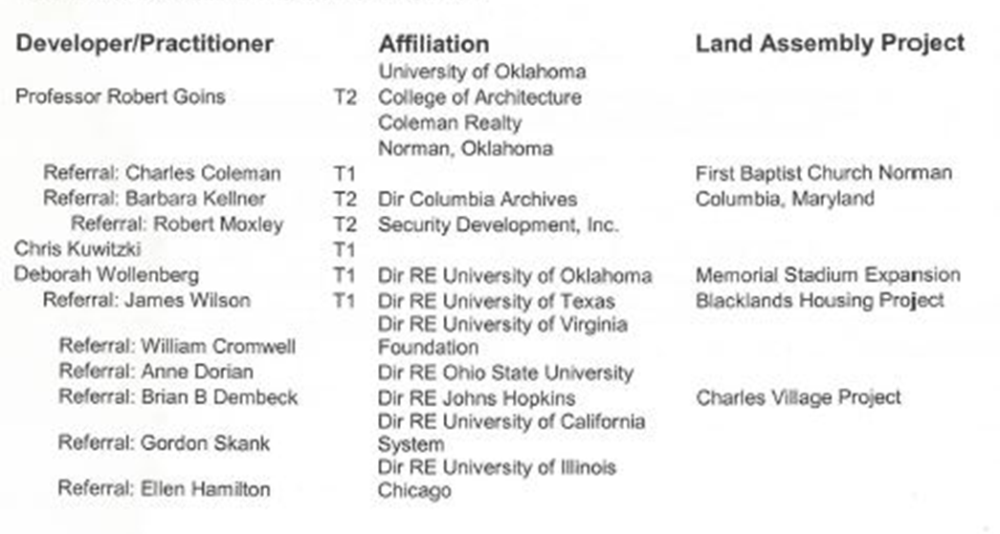 Developer/Practitioner Affiliation Land Assembly Project
University of Oklahoma
Professor Robert Goins T2 College of Architecture
Coleman Realty
Norman, Oklahoma
Referral: Charles Coleman T1 First Baptist Church Norman
Referral: Barbara Kellner T2 Dir Columbia Archives Columbia, Maryland
Referral: Robert Moxley T2 Security Development, Inc.
Chris Kuwitzki T1
Deborah Wollenberg T1 Dir RE University of Oklahoma Memorial Stadium Expansion
Referral: James Wilson T1 Dir RE University of Texas Blacklands Housing Project
Dir RE University of Virginia
Referral: William Cromwell Foundation
Referral: Anne Dorian Dir RE Ohio State University
Referral: Brian B Dembeck Dir RE Johns Hopkins Charles Village Project
Dir RE University of California
Referral: Gordon Skank System
Dir RE University of Illinois
Referral: Ellen Hamilton Chicago